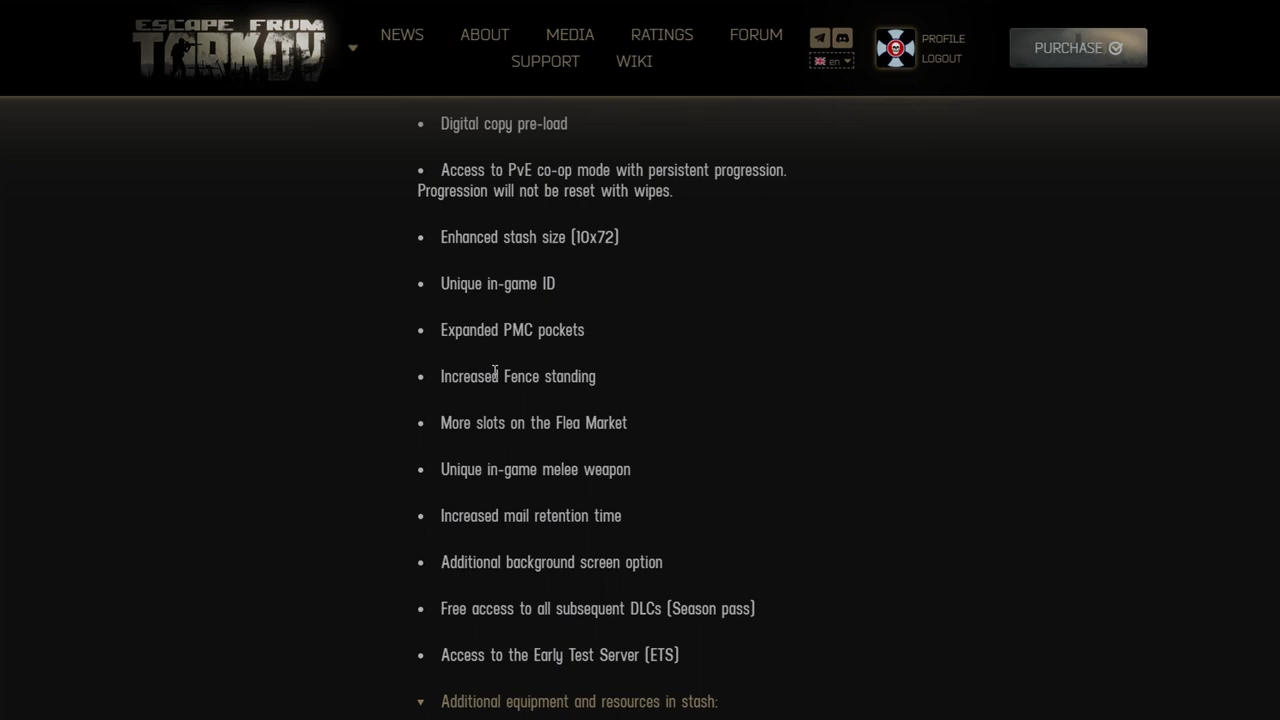 ESCAPE FROM
TARKOV
NEWS ABOUT MEDIA RATINGS FORUM
SUPPORT WIKI
en
PROFILE
LOGOUT
PURCHASE
• Digital copy pre-load
• Access to PvE co-op mode with persistent progression.
Progression will not be reset with wipes.
• Enhanced stash size (10x72)
• Unique in-game ID
• Expanded PMC pockets
• Increased Fence standing
• More slots on the Flea Market
• Unique in-game melee weapon
• Increased mail retention time
• Additional background screen option
• Free access to all subsequent DLCs (Season pass)
• Access to the Early Test Server (ETS)
▾ Additional equipment and resources in stash: